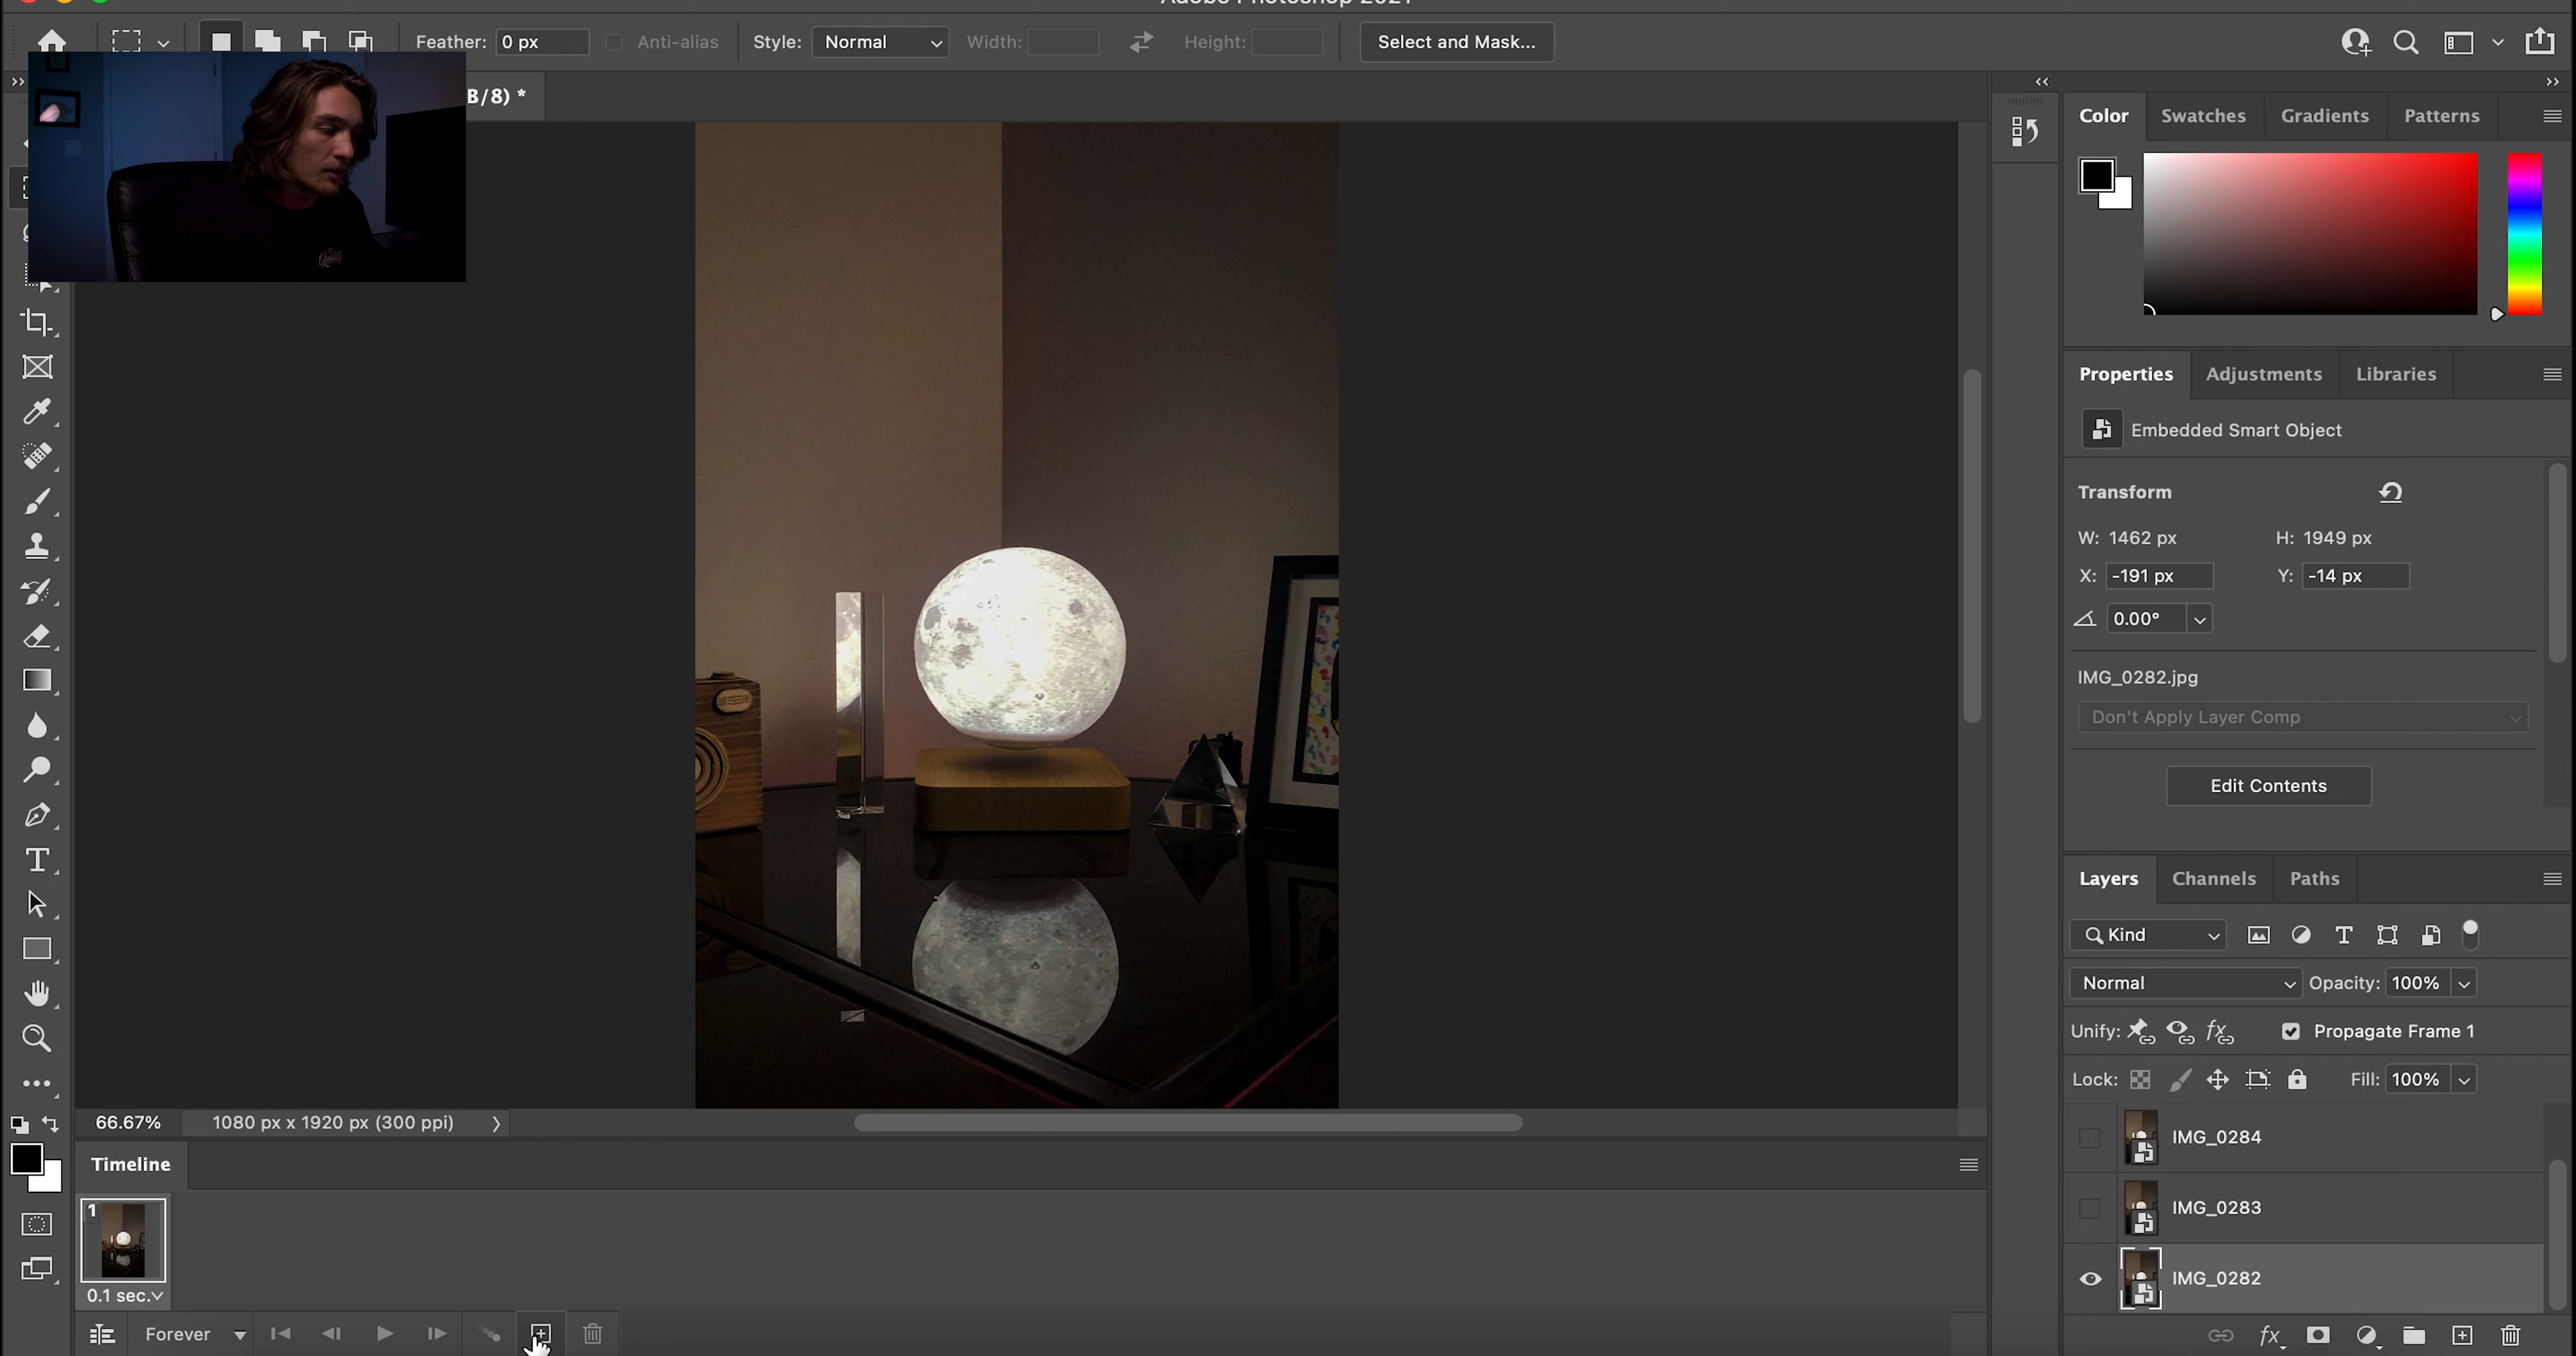 Feather: 0 px Anti-alias Style: Normal Width: Height: Select and Mask...
B/8) *
Color Swatches Gradients Patterns
Properties Adjustments Libraries
Embedded Smart Object
Transform
W: 1462 px H: 1949 px
X: -191 px Y: -14 px
0.00°
IMG_0282.jpg
Don't Apply Layer Comp
Edit Contents
Layers Channels Paths
Kind
Normal Opacity: 100%
Unify: Propagate Frame 1
Lock: Fill: 100%
IMG_0284
IMG_0283
IMG_0282
66.67% 1080 px x 1920 px (300 ppi)
Timeline
1
0.1 sec.
Forever